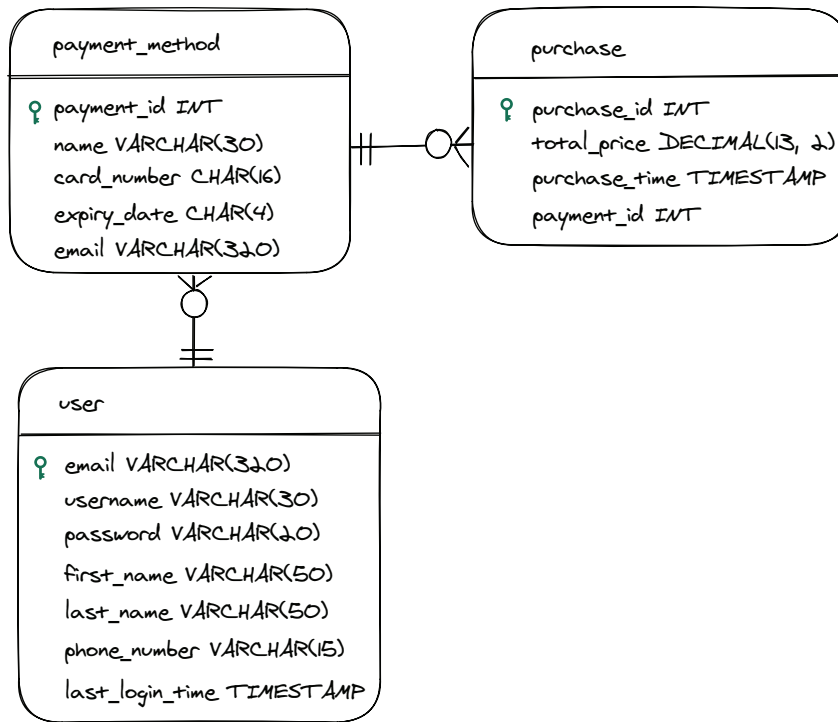 payment_method
payment_id INT
name VARCHAR(30)
card_number CHAR(16)
expiry_date CHAR(4)
email VARCHAR(320)
purchase
purchase_id INT
total_price DECIMAL(13, 2)
purchase_time TIMESTAMP
payment_id INT
user
email VARCHAR(320)
username VARCHAR(30)
password VARCHAR(20)
first_name VARCHAR(50)
last_name VARCHAR(50)
phone_number VARCHAR(15)
last_login_time TIMESTAMP